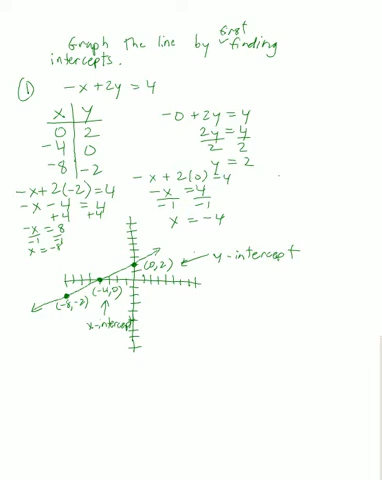 Graph the line by first finding
intercepts.
① -x + 2y = 4
x y
0 2
-4 0
-8 -2
-0 + 2y = 4
2y/2 = 4/2
y = 2
-x + 2(0) = 4
-x/-1 = 4/-1
x = -4
-x + 2(-2) = 4
-x - 4 = 4
+4 +4
-x/-1 = 8/-1
x = -8
(0,2) y-intercept
(-8,-2) (-4,0)
x-intercept